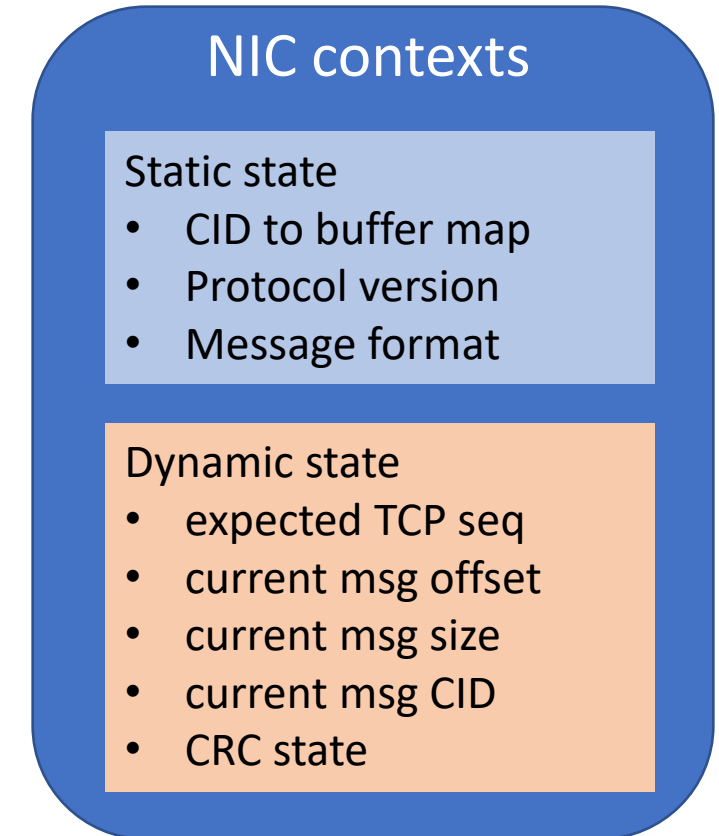 NIC contexts
Static state
• CID to buffer map
• Protocol version
• Message format
Dynamic state
• expected TCP seq
• current msg offset
• current msg size
• current msg CID
• CRC state